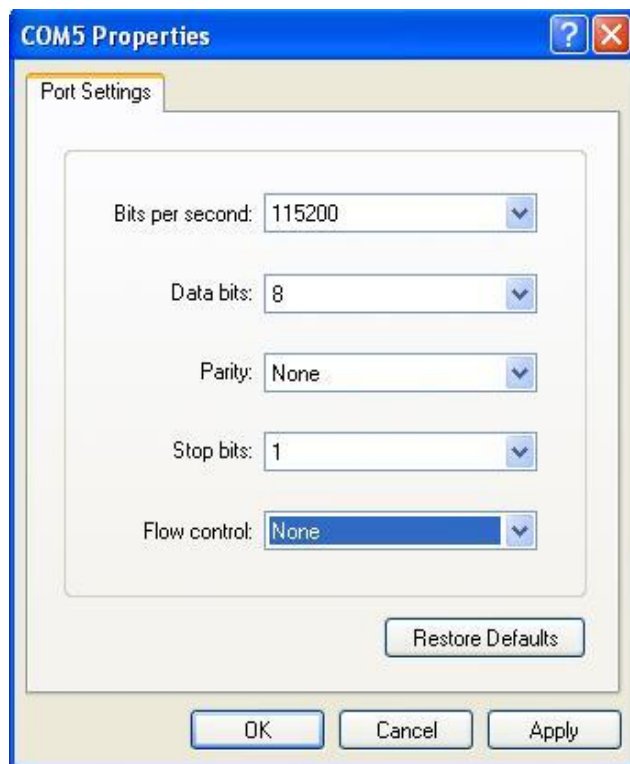 COM5 Properties
Port Settings
Bits per second: 115200
Data bits: 8
Parity: None
Stop bits: 1
Flow control: None
Restore Defaults
OK Cancel Apply